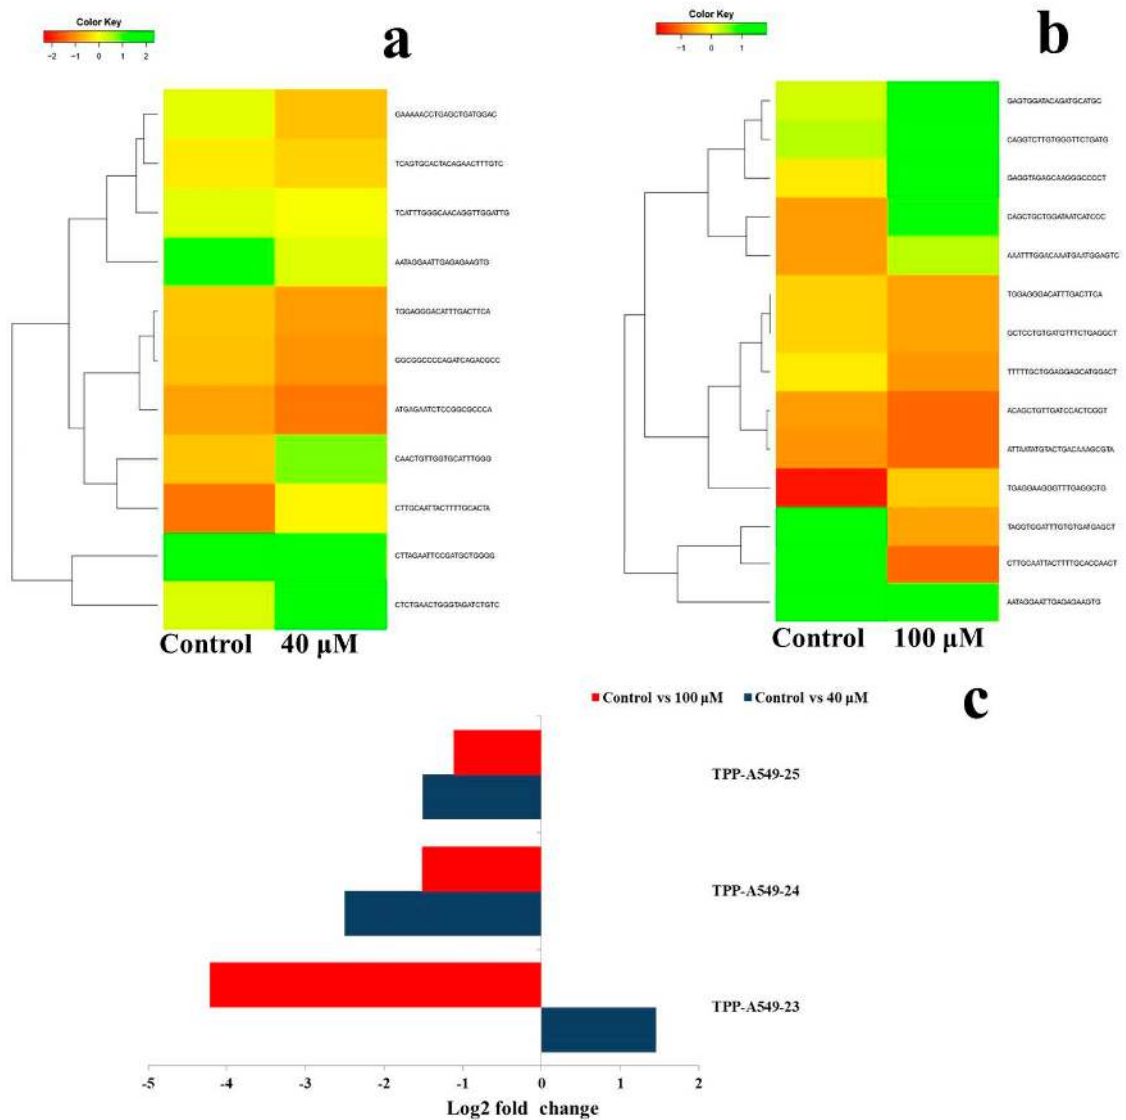 Color Key
-2 -1 0 1 2
a
GAAAAACCTGAGCTGATGGAC
TCAGTGCACTACAGAACTTTGTC
TCATTTGGGCAACAGGTTGGATTG
AATAGGAATTGAGAGAAGTG
TGGAGGGACATTTGACTTCA
GGCGGCCCCAGATCAGACGCC
ATGAGAATCTCCGGCGCCCA
CAACTGTTGGTGCATTTGGG
CTTGCAATTACTTTTGCACTA
CTTAGAATTCCGATGCTGGGG
CTCTGAACTGGGTAGATCTGTC
Control 40 μM
Color Key
-1 0 1
b
GAGTGGATACAGATGCATGC
CAGGTCTTGTGGGTTCTGATG
GAGGTAGAGCAAGGGCCCCT
CAGCTGCTGGATAATCATCCC
AAATTTGGACAAATGAATGGAGTC
TGGAGGGACATTTGACTTCA
GCTCCTGTGATGTTTCTGAGGCT
TTTTTGCTGGAGGAGCATGGACT
ACAGCTGTTGATCCACTCGGT
ATTAATATGTACTGACAAAGCGTA
TGAGGAAGGGTTTGAGGCTG
TAGGTGGATTTGTGTGATGAGCT
CTTGCAATTACTTTTGCACCAACT
AATAGGAATTGAGAGAAGTG
Control 100 μM
Control vs 100 μM Control vs 40 μM
c
TPP-A549-25
TPP-A549-24
TPP-A549-23
-5 -4 -3 -2 -1 0 1 2
Log2 fold change